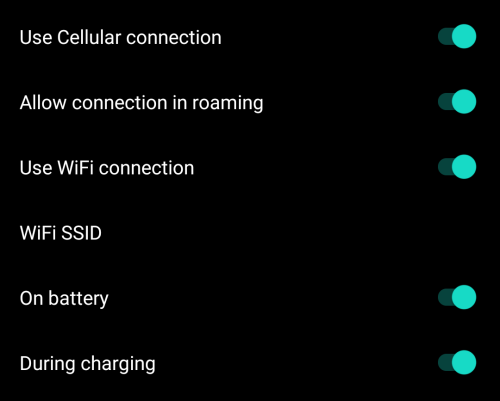 Use Cellular connection
Allow connection in roaming
Use WiFi connection
WiFi SSID
On battery
During charging